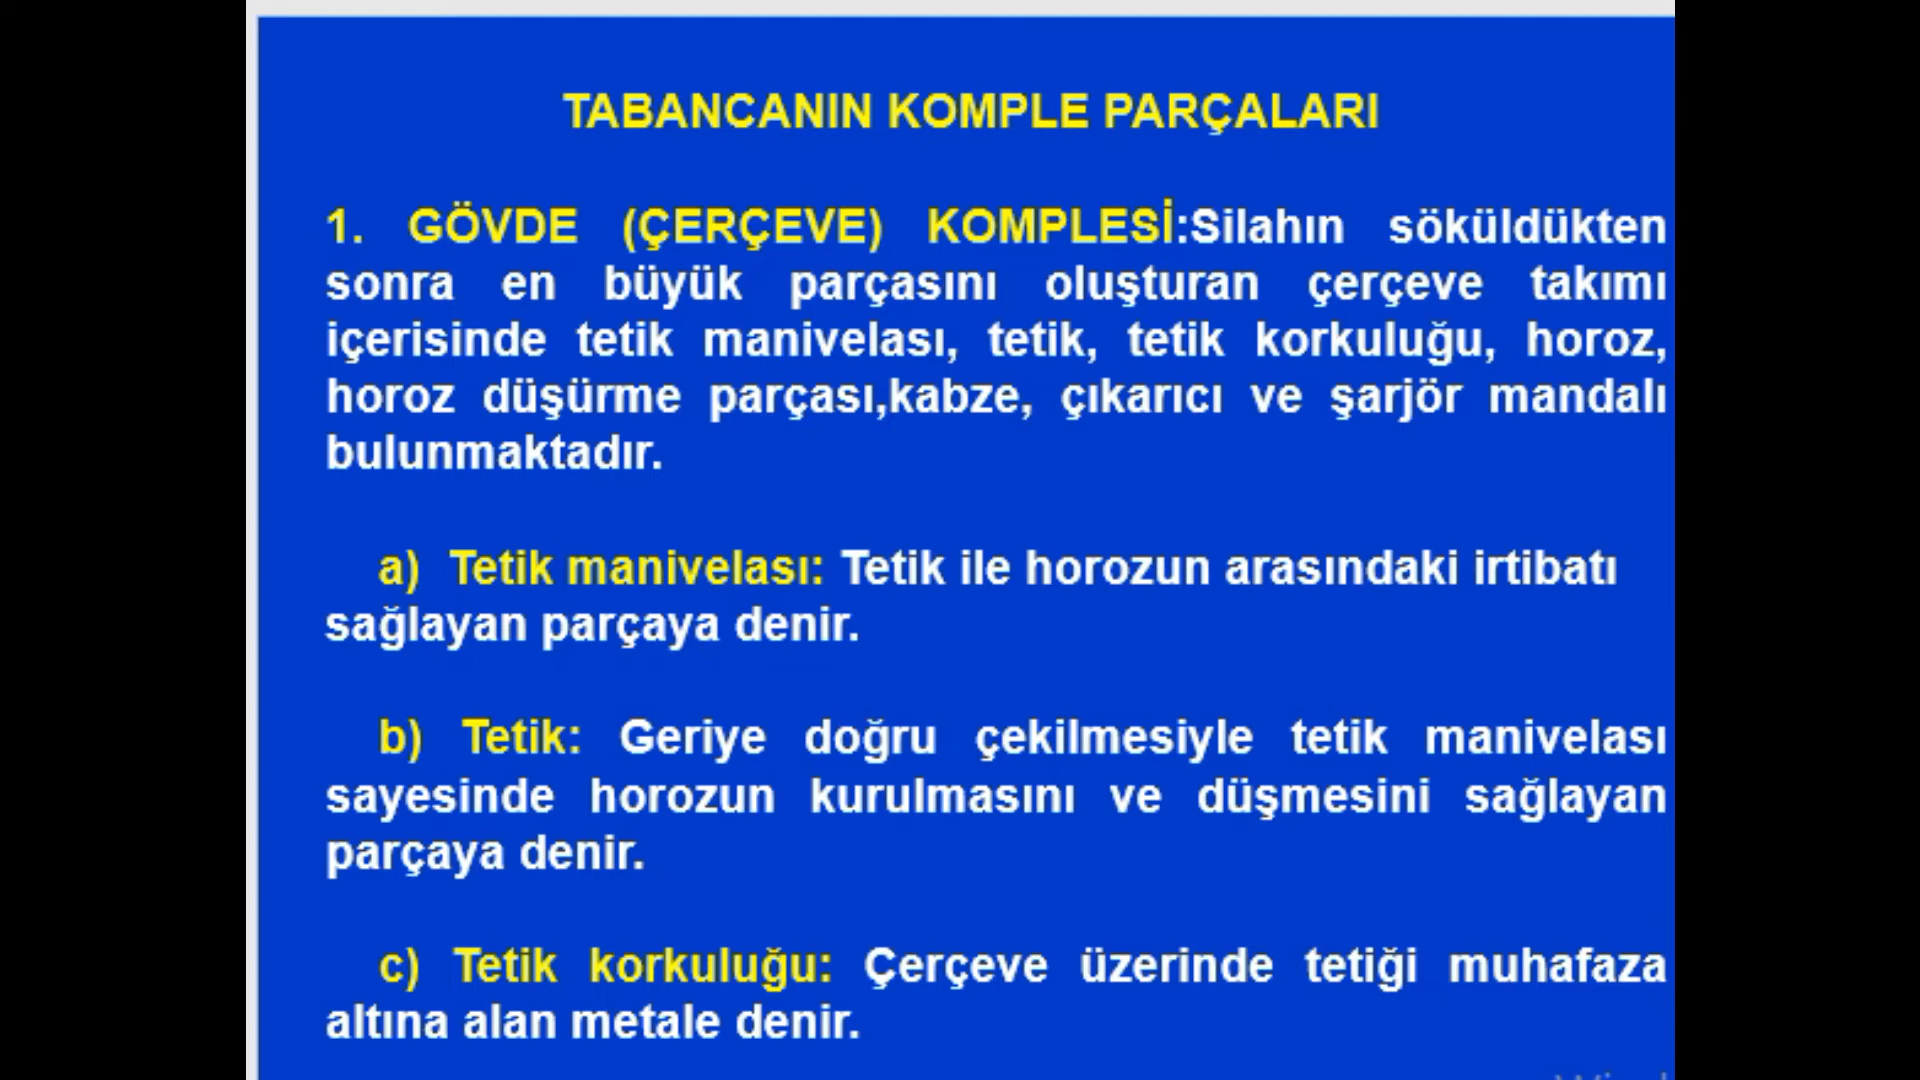 TABANCANIN KOMPLE PARÇALARI
1. GÖVDE (ÇERÇEVE) KOMPLESİ:Silahın söküldükten
sonra en büyük parçasını oluşturan çerçeve takımı
içerisinde tetik manivelası, tetik, tetik korkuluğu, horoz,
horoz düşürme parçası,kabze, çıkarıcı ve şarjör mandalı
bulunmaktadır.
a) Tetik manivelası: Tetik ile horozun arasındaki irtibatı
sağlayan parçaya denir.
b) Tetik: Geriye doğru çekilmesiyle tetik manivelası
sayesinde horozun kurulmasını ve düşmesini sağlayan
parçaya denir.
c) Tetik korkuluğu: Çerçeve üzerinde tetiği muhafaza
altına alan metale denir.